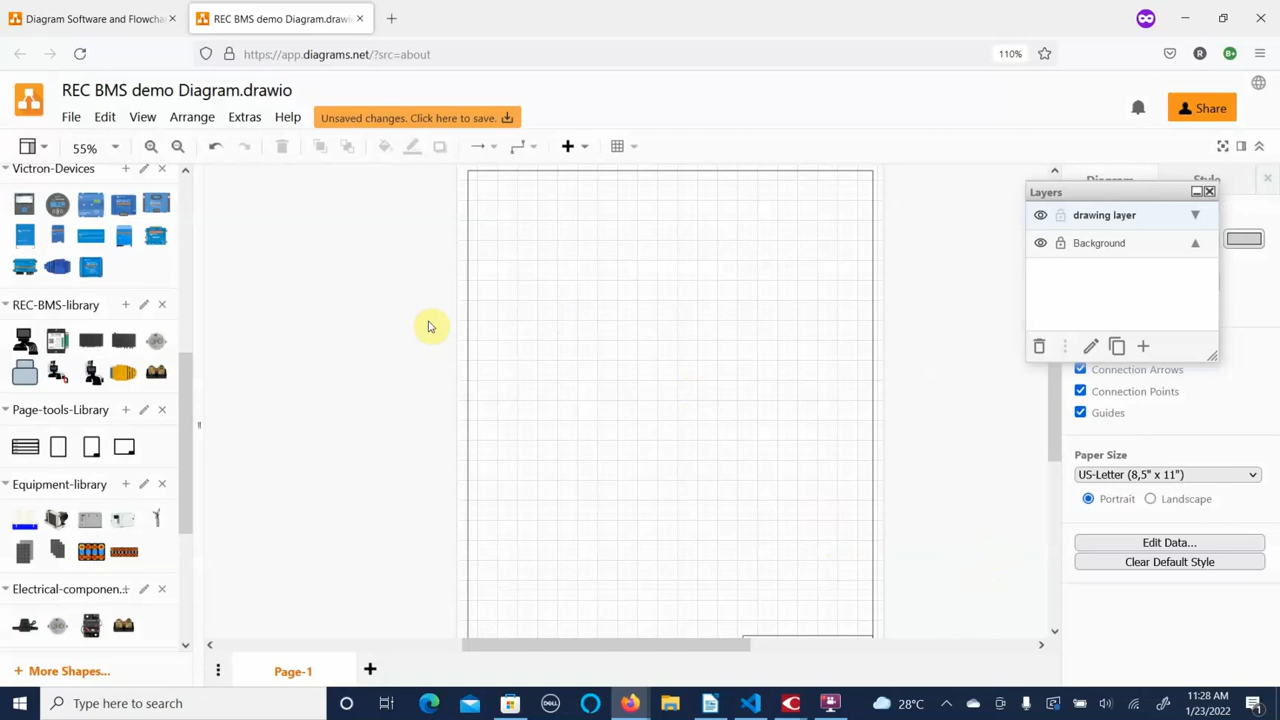 Diagram Software and Flowcha
REC BMS demo Diagram.drawi
https://app.diagrams.net/?src=about
110%
REC BMS demo Diagram.drawio
File Edit View Arrange Extras Help
Unsaved changes. Click here to save.
Share
55%
Victron-Devices
REC-BMS-library
Page-tools-Library
Equipment-library
Electrical-componen...
+ More Shapes...
Diagram Style
Layers
drawing layer
Background
Connection Arrows
Connection Points
Guides
Paper Size
US-Letter (8,5" x 11")
Portrait Landscape
Edit Data...
Clear Default Style
Page-1
Type here to search
DELL
28°C
11:28 AM
1/23/2022